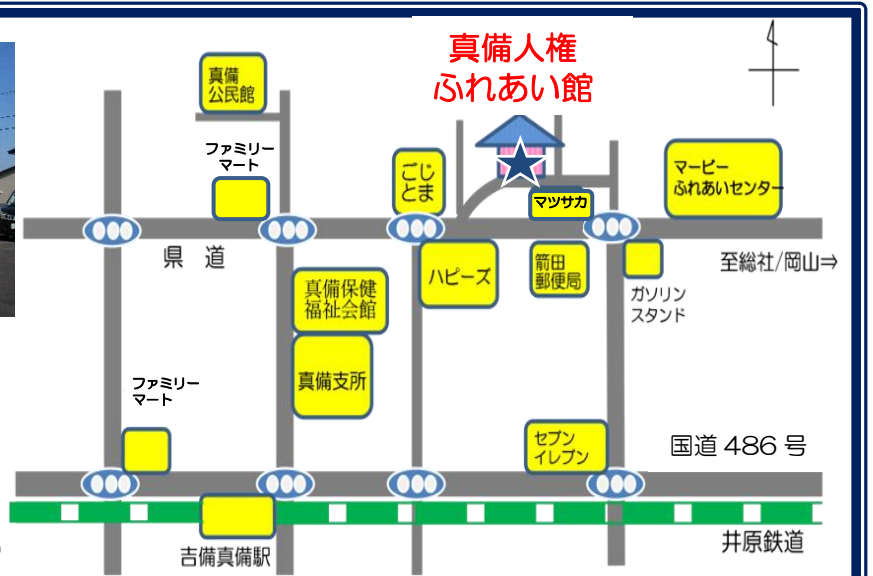 真備人権
ふれあい館
真備
公民館
ファミリー
マート
ごじ
とま
マツサカ
マービー
ふれあいセンター
県 道
ハピーズ
箭田
郵便局
ガソリン
スタンド
至総社/岡山⇒
真備保健
福祉会館
真備支所
ファミリー
マート
セブン
イレブン
国道 486 号
吉備真備駅
井原鉄道